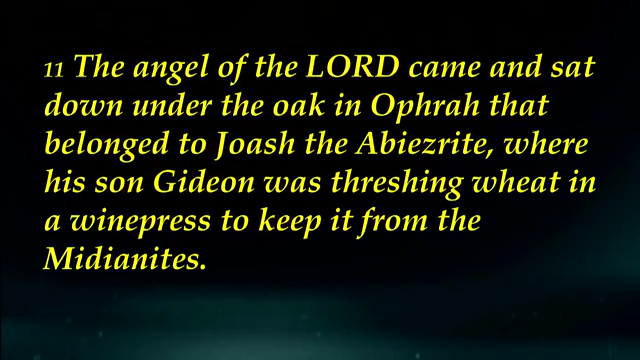 11 The angel of the LORD came and sat
down under the oak in Ophrah that
belonged to Joash the Abiezrite, where
his son Gideon was threshing wheat in
a winepress to keep it from the
Midianites.